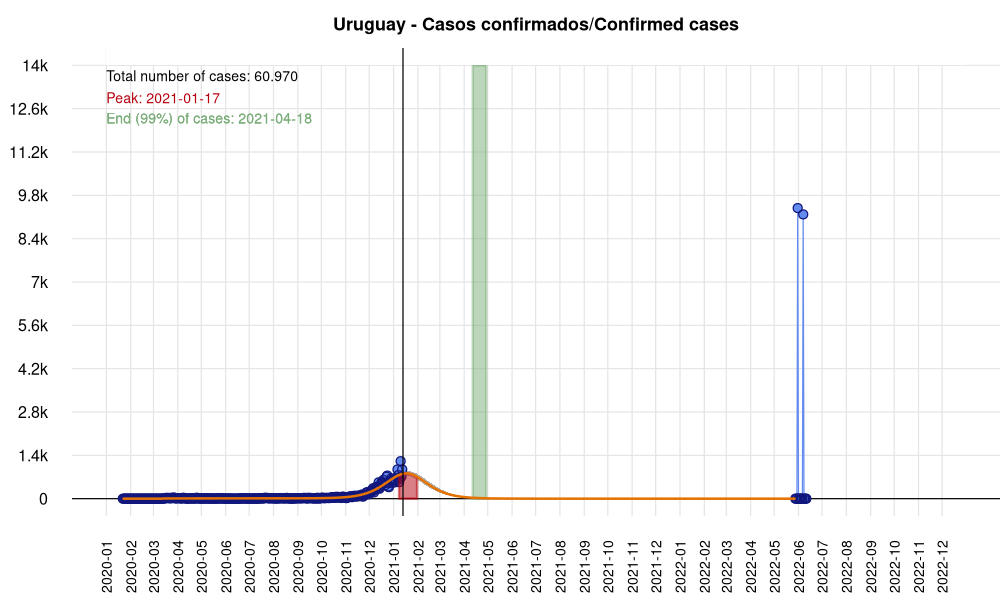 Uruguay - Casos confirmados/Confirmed cases
Total number of cases: 60.970
Peak: 2021-01-17
End (99%) of cases: 2021-04-18
14k
12.6k
11.2k
9.8k
8.4k
7k
5.6k
4.2k
2.8k
1.4k
0
2020-01
2020-02
2020-03
2020-04
2020-05
2020-06
2020-07
2020-08
2020-09
2020-10
2020-11
2020-12
2021-01
2021-02
2021-03
2021-04
2021-05
2021-06
2021-07
2021-08
2021-09
2021-10
2021-11
2021-12
2022-01
2022-02
2022-03
2022-04
2022-05
2022-06
2022-07
2022-08
2022-09
2022-10
2022-11
2022-12